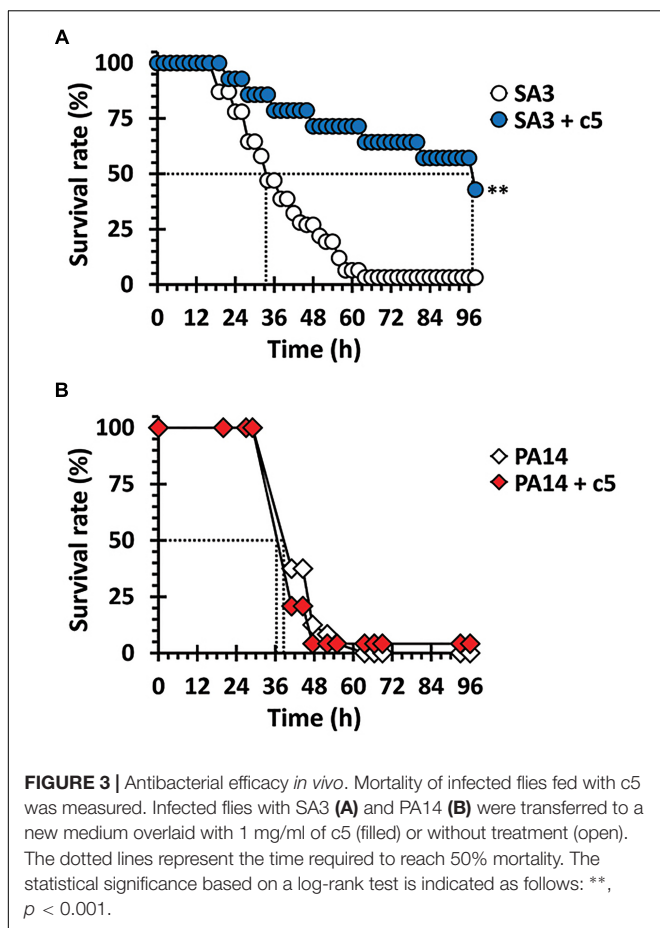 A
Survival rate (%)
100
75
50
25
0
SA3
SA3 + c5
**
0 12 24 36 48 60 72 84 96
Time (h)
B
Survival rate (%)
100
75
50
25
0
PA14
PA14 + c5
0 12 24 36 48 60 72 84 96
Time (h)
FIGURE 3 | Antibacterial efficacy in vivo. Mortality of infected flies fed with c5
was measured. Infected flies with SA3 (A) and PA14 (B) were transferred to a
new medium overlaid with 1 mg/ml of c5 (filled) or without treatment (open).
The dotted lines represent the time required to reach 50% mortality. The
statistical significance based on a log-rank test is indicated as follows: **,
p < 0.001.